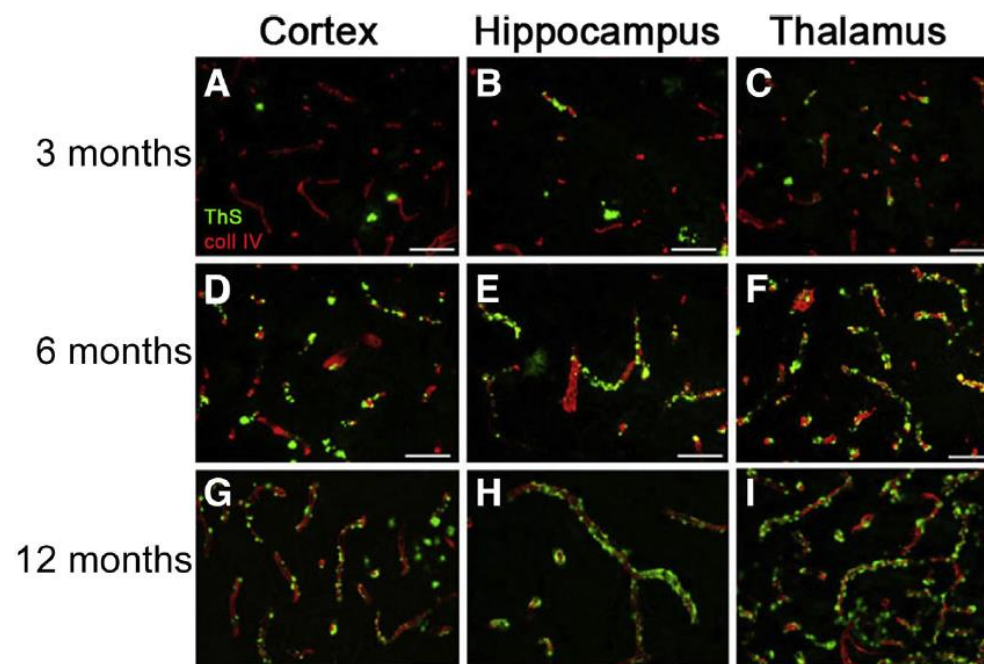 Cortex Hippocampus Thalamus
3 months
A B C
ThS
coll IV
6 months
D E F
12 months
G H I